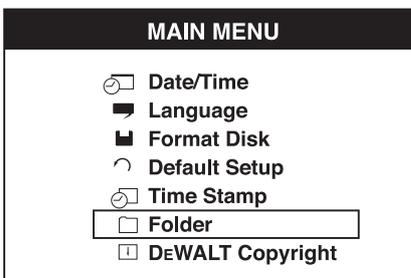 MAIN MENU
Date/Time
Language
Format Disk
Default Setup
Time Stamp
Folder
DEWALT Copyright